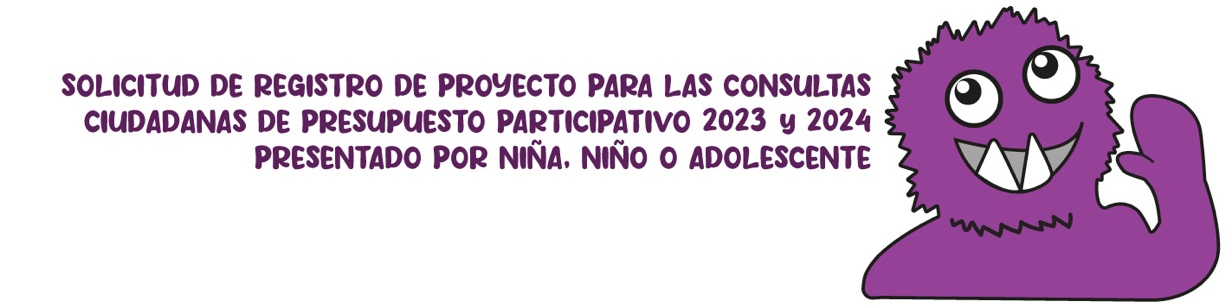 SOLICITUD DE REGISTRO DE PROYECTO PARA LAS CONSULTAS
CIUDADANAS DE PRESUPUESTO PARTICIPATIVO 2023 y 2024
PRESENTADO POR NIÑA, NIÑO O ADOLESCENTE